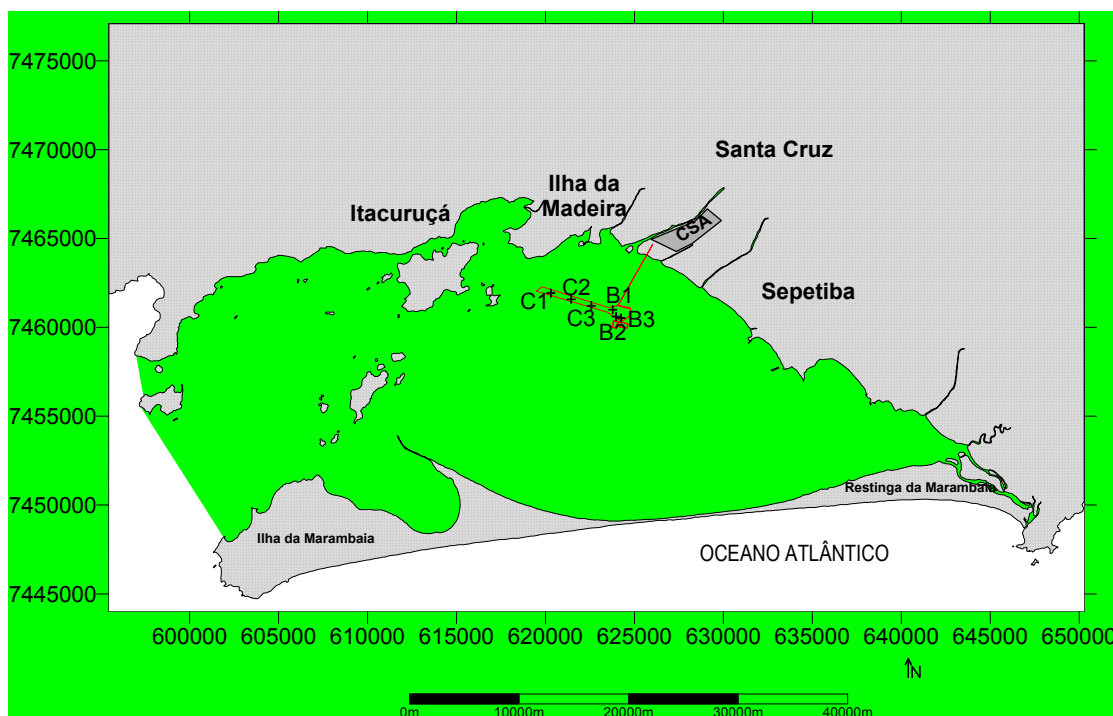 7475000
7470000
7465000
7460000
7455000
7450000
7445000
Santa Cruz
Ilha da
Madeira
Itacuruçá
CSA
Sepetiba
C1
C2
C3
B1
B2
B3
Restinga da Marambaia
Ilha da Marambaia
OCEANO ATLÂNTICO
600000 605000 610000 615000 620000 625000 630000 635000 640000 645000 650000
N
0m 10000m 20000m 30000m 40000m